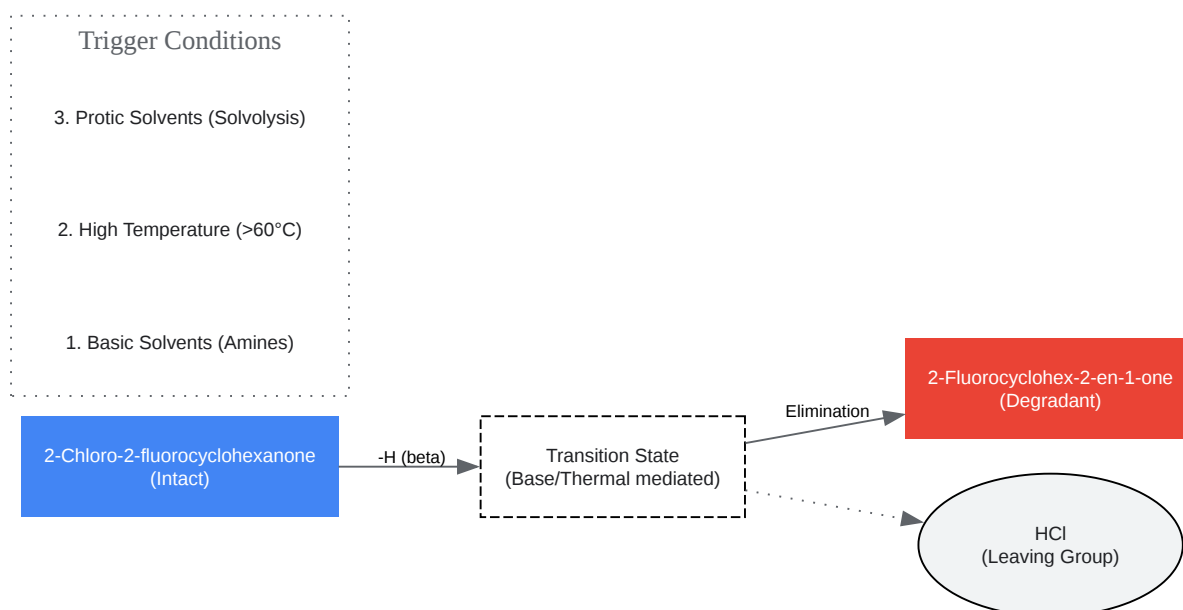 Trigger Conditions
3. Protic Solvents (Solvolysis)
2. High Temperature (>60°C)
1. Basic Solvents (Amines)
2-Chloro-2-fluorocyclohexanone
(Intact)
-H (beta)
Transition State
(Base/Thermal mediated)
Elimination
2-Fluorocyclohex-2-en-1-one
(Degradant)
HCl
(Leaving Group)